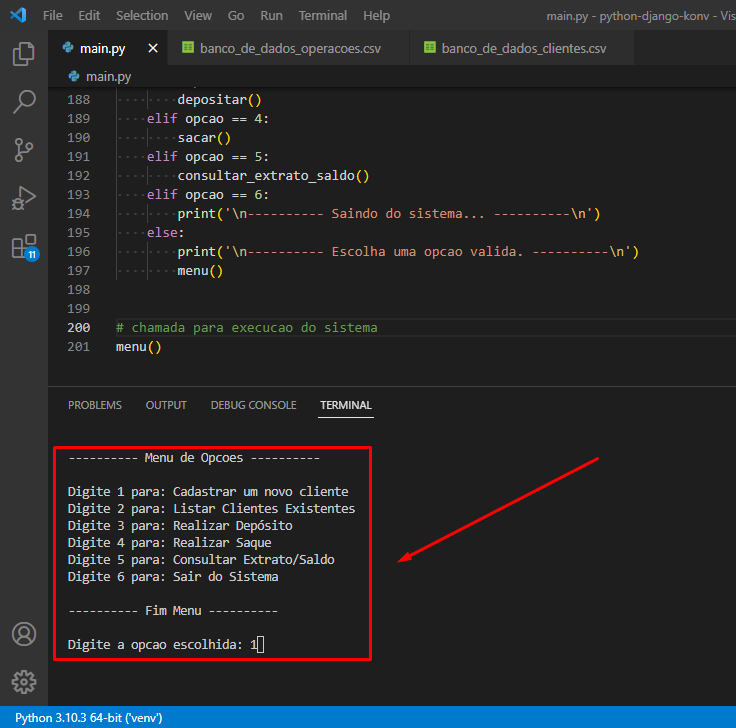 File Edit Selection View Go Run Terminal Help main.py - python-django-konv - Vis
main.py banco_de_dados_operacoes.csv banco_de_dados_clientes.csv
main.py
188 depositar()
189 elif opcao == 4:
190 sacar()
191 elif opcao == 5:
192 consultar_extrato_saldo()
193 elif opcao == 6:
194 print('\n---------- Saindo do sistema... ----------\n')
195 else:
196 print('\n---------- Escolha uma opcao valida. ----------\n')
197 menu()
198
199
200 # chamada para execucao do sistema
201 menu()
11
PROBLEMS OUTPUT DEBUG CONSOLE TERMINAL
---------- Menu de Opcoes ----------
Digite 1 para: Cadastrar um novo cliente
Digite 2 para: Listar Clientes Existentes
Digite 3 para: Realizar Depósito
Digite 4 para: Realizar Saque
Digite 5 para: Consultar Extrato/Saldo
Digite 6 para: Sair do Sistema
---------- Fim Menu ----------
Digite a opcao escolhida: 1
Python 3.10.3 64-bit ('venv')